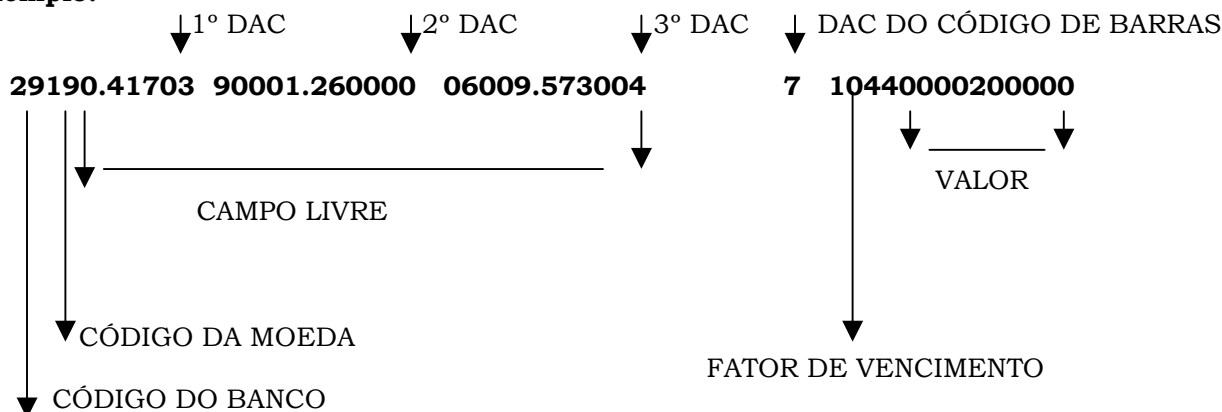 1º DAC 2º DAC 3º DAC DAC DO CÓDIGO DE BARRAS
29190.41703 90001.260000 06009.573004 7 10440000200000
VALOR
CAMPO LIVRE
CÓDIGO DA MOEDA
FATOR DE VENCIMENTO
CÓDIGO DO BANCO